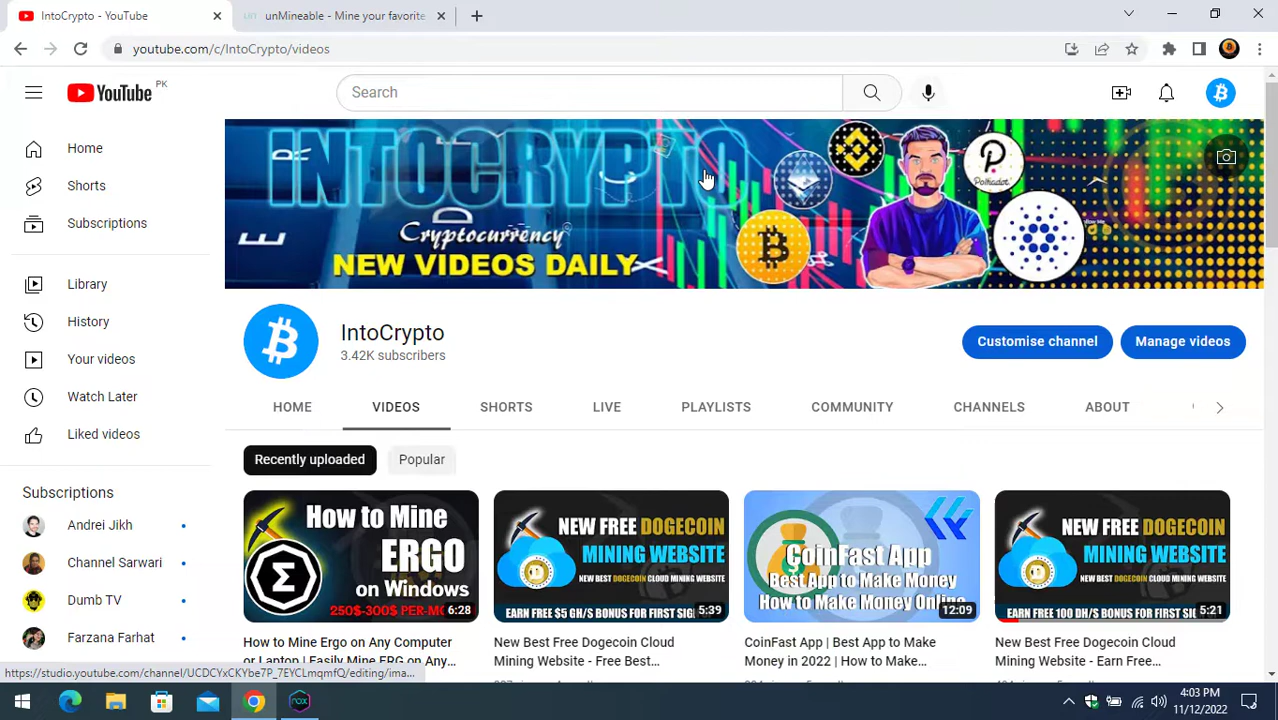 IntoCrypto - YouTube
unMineable - Mine your favorite
youtube.com/c/IntoCrypto/videos
YouTube PK
Search
Home
Shorts
Subscriptions
Library
History
Your videos
Watch Later
Liked videos
Subscriptions
Andrei Jikh
Channel Sarwari
Dumb TV
Farzana Farhat
INTOCRYPTO
Cryptocurrency
NEW VIDEOS DAILY
Polkadot
IntoCrypto
3.42K subscribers
Customise channel
Manage videos
HOME
VIDEOS
SHORTS
LIVE
PLAYLISTS
COMMUNITY
CHANNELS
ABOUT
Recently uploaded
Popular
How to Mine
ERGO
on Windows
250$-300$ PER-MO
6:28
How to Mine Ergo on Any Computer
or Laptop | Easily Mine ERG on Any...
NEW FREE DOGECOIN
MINING WEBSITE
NEW BEST DOGECOIN CLOUD MINING WEBSITE
EARN FREE $5 GH/S BONUS FOR FIRST SIG
5:39
New Best Free Dogecoin Cloud
Mining Website - Free Best...
CoinFast App
Best App to Make Money
How to Make Money Onli
12:09
CoinFast App | Best App to Make
Money in 2022 | How to Make...
NEW FREE DOGECOIN
MINING WEBSITE
NEW BEST DOGECOIN CLOUD MINING WEBSITE
EARN FREE 100 DH/S BONUS FOR FIRST SIG
5:21
New Best Free Dogecoin Cloud
Mining Website - Earn Free...
https://studio.youtube.com/channel/UCDCYxCKYbe7P_7EYCLmqmfQ/editing/ima...
nox
4:03 PM
11/12/2022